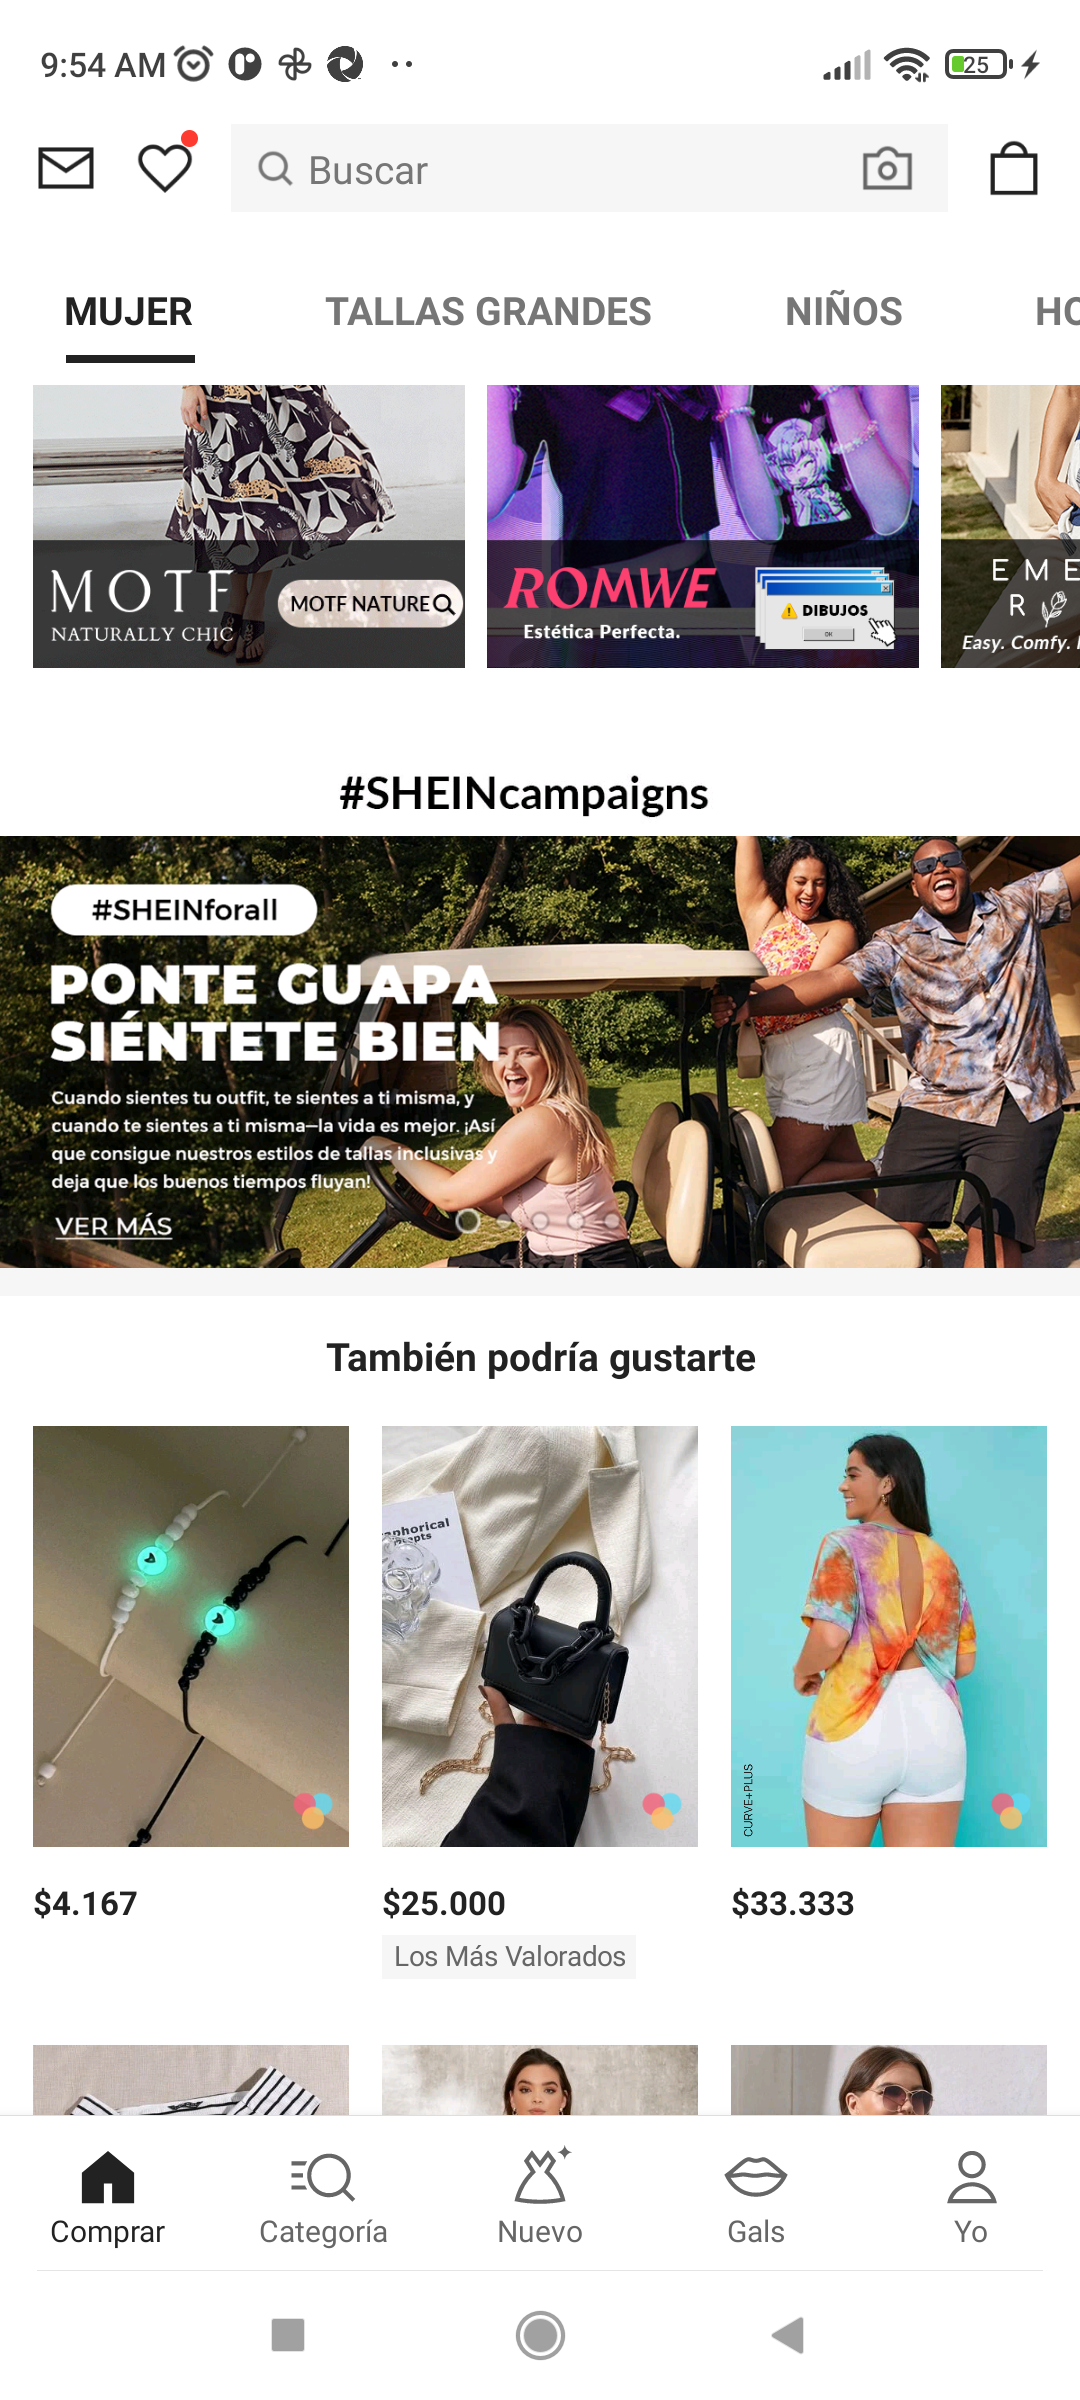 9:54 AM
25
Buscar
MUJER
TALLAS GRANDES
NIÑOS
HO
MOTF
NATURALLY CHIC
MOTF NATURE
ROMWE
Estética Perfecta.
DIBUJOS
OK
EME
R
Easy. Comfy.
#SHEINcampaigns
#SHEINforall
PONTE GUAPA
SIÉNTETE BIEN
Cuando sientes tu outfit, te sientes a ti misma, y
cuando te sientes a ti misma—la vida es mejor. ¡Así
que consigue nuestros estilos de tallas inclusivas y
deja que los buenos tiempos fluyan!
VER MÁS
También podría gustarte
aphorical
CURVE+PLUS
$4.167
$25.000
$33.333
Los Más Valorados
Comprar
Categoría
Nuevo
Gals
Yo